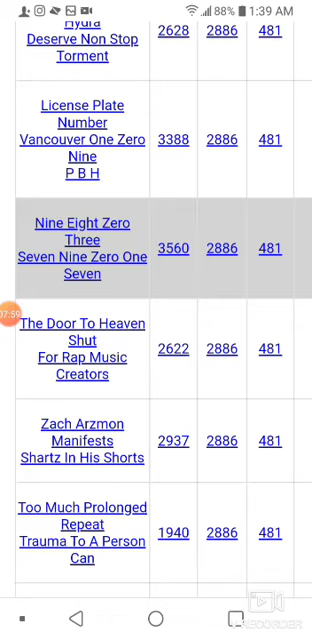 88% 1:39 AM
Hydra
Deserve Non Stop
Torment
2628 2886 481
License Plate
Number
Vancouver One Zero
Nine
P B H
3388 2886 481
Nine Eight Zero
Three
Seven Nine Zero One
Seven
3560 2886 481
07:59
The Door To Heaven
Shut
For Rap Music
Creators
2622 2886 481
Zach Arzmon
Manifests
Shartz In His Shorts
2937 2886 481
Too Much Prolonged
Repeat
Trauma To A Person
Can
1940 2886 481
RECORDER